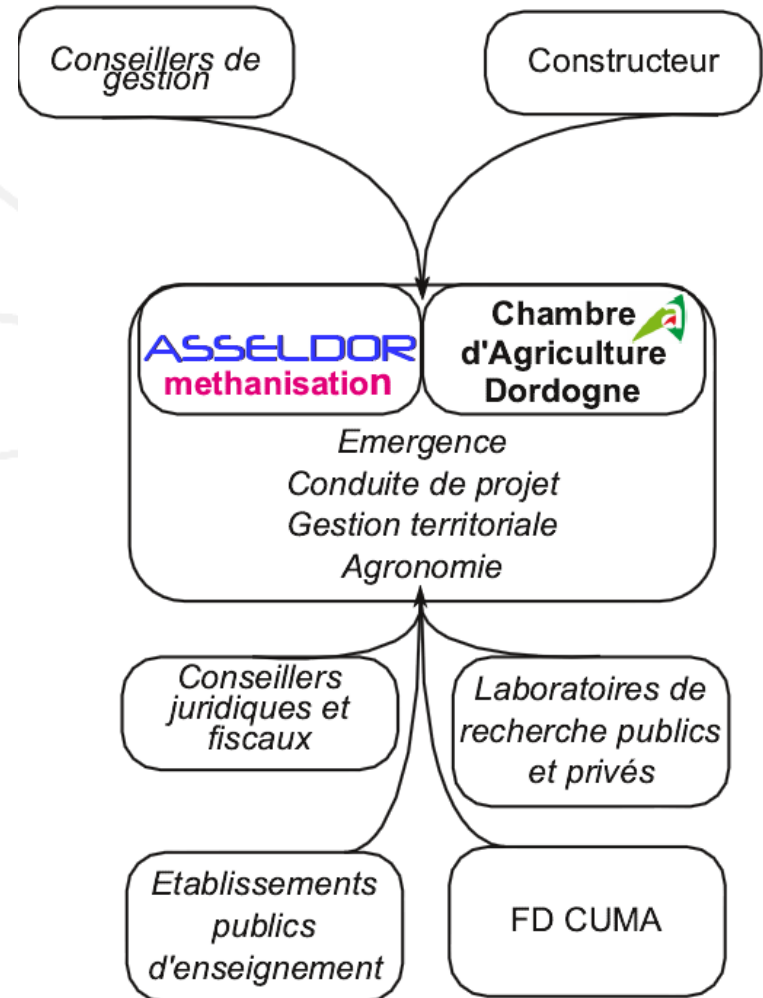 Conseillers de
gestion
Constructeur
ASSELDOR
methanisation
Chambre
d'Agriculture
Dordogne
Emergence
Conduite de projet
Gestion territoriale
Agronomie
Conseillers
juridiques et
fiscaux
Laboratoires de
recherche publics
et privés
Etablissements
publics
d'enseignement
FD CUMA